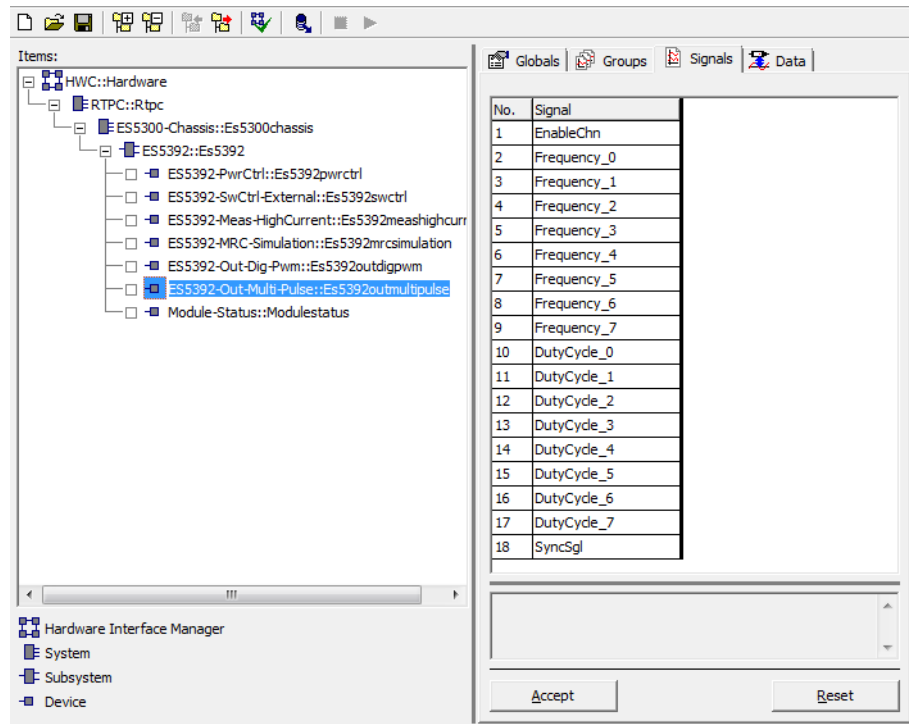 Items:
HWC::Hardware
RTPC::Rtpc
ES5300-Chassis::Es5300chassis
ES5392::Es5392
ES5392-PwrCtrl::Es5392pwrctrl
ES5392-SwCtrl-External::Es5392swctrl
ES5392-Meas-HighCurrent::Es5392meashighcurr
ES5392-MRC-Simulation::Es5392mrcsimulation
ES5392-Out-Dig-Pwm::Es5392outdigpwm
ES5392-Out-Multi-Pulse::Es5392outmultipulse
Module-Status::Modulestatus
Hardware Interface Manager
System
Subsystem
Device
Globals Groups Signals Data
No. Signal
1 EnableChn
2 Frequency_0
3 Frequency_1
4 Frequency_2
5 Frequency_3
6 Frequency_4
7 Frequency_5
8 Frequency_6
9 Frequency_7
10 DutyCycle_0
11 DutyCycle_1
12 DutyCycle_2
13 DutyCycle_3
14 DutyCycle_4
15 DutyCycle_5
16 DutyCycle_6
17 DutyCycle_7
18 SyncSgl
Accept Reset